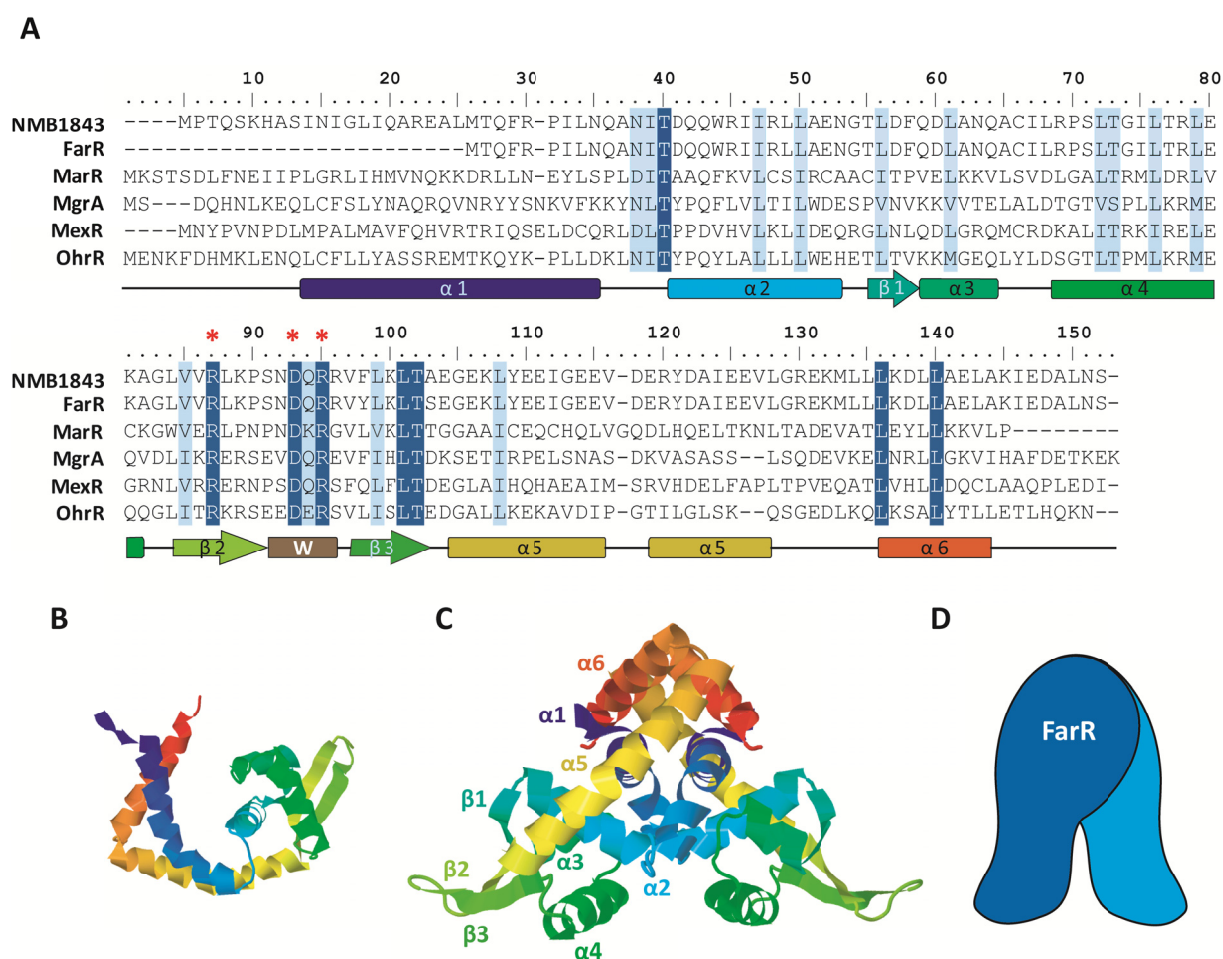 A
10 20 30 40 50 60 70 80
NMB1843 ----MPTQSKHASINIGLIQAREALMTQFR-PILNQANITDQQWRIIRLLAENGTLDFQDLANQACILRPSLTGILTRLE
FarR -------------------------MTQFR-PILNQANITDQQWRIIRLLAENGTLDFQDLANQACILRPSLTGILTRLE
MarR MKSTSDLFNEIIPLGRLIHMVNQKKDRLLN-EYLSPLDITAAQFKVLCSIRCAACITPVELKKVLSVDLGALTRMLDRLV
MgrA MS---DQHNLKEQLCFSLYNAQRQVNRYYSNKVFKKYNLTYPQFLVLTILWDESPVNVKKVVTELALDTGTVSPLLKRME
MexR ----MNYPVNPDLMPALMAVFQHVRTRIQSELDCQRLDLTPPDVHVLKLIDEQRGLNLQDLGRQMCRDKALITRKIRELE
OhrR MENKFDHMKLENQLCFLLYASSREMTKQYK-PLLDKLNITYPQYLALLLLWEHETLTVKKMGEQLYLDSGTLTPMLKRME
α1 α2 β1 α3 α4
* * *
90 100 110 120 130 140 150
NMB1843 KAGLVVRLKPSNDQRRVFLKLTAEGEKLYEEIGEEV-DERYDAIEEVLGREKMLLLKDLLAELAKIEDALNS-
FarR KAGLVVRLKPSNDQRRVYLKLTSEGEKLYEEIGEEV-DERYDAIEEVLGREKMLLLKDLLAELAKIEDALNS-
MarR CKGWVERLPNPNDKRGVLVKLTTGGAAICEQCHQLVGQDLHQELTKNLTADEVATLEYLLKKVLP--------
MgrA QVDLIKRERSEVDQREVFIHLTDKSETIRPELSNAS-DKVASASS--LSQDEVKELNRLLGKVIHAFDETKEK
MexR GRNLVRRERNPSDQRSFQLFLTDEGLAIHQHAEAIM-SRVHDELFAPLTPVEQATLVHLLDQCLAAQPLEDI-
OhrR QQGLITRKRSEEDERSVLISLTEDGALLKEKAVDIP-GTILGLSK--QSGEDLKQLKSALYTLLETLHQKN--
β2 W β3 α5 α5 α6
B C D
α6
α1
α5
β1
β2 α3
α2
β3
α4
FarR